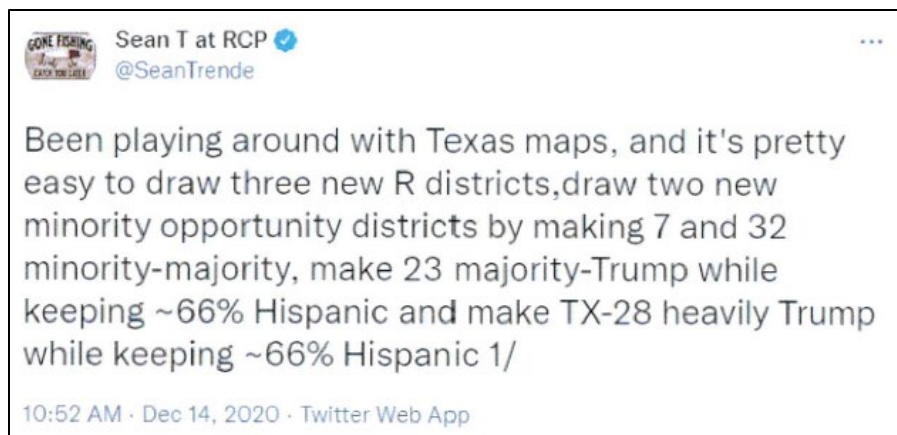 GONE FISHING
CATCH YOU LATER
Sean T at RCP
@SeanTrende
Been playing around with Texas maps, and it's pretty
easy to draw three new R districts,draw two new
minority opportunity districts by making 7 and 32
minority-majority, make 23 majority-Trump while
keeping ~66% Hispanic and make TX-28 heavily Trump
while keeping ~66% Hispanic 1/
10:52 AM · Dec 14, 2020 · Twitter Web App